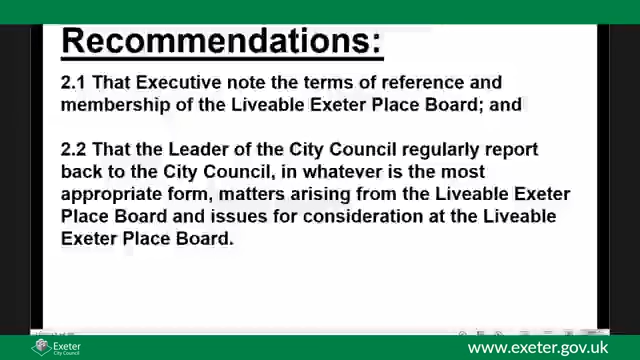 Recommendations:
2.1 That Executive note the terms of reference and
membership of the Liveable Exeter Place Board; and
2.2 That the Leader of the City Council regularly report
back to the City Council, in whatever is the most
appropriate form, matters arising from the Liveable Exeter
Place Board and issues for consideration at the Liveable
Exeter Place Board.
Exeter
City Council
www.exeter.gov.uk